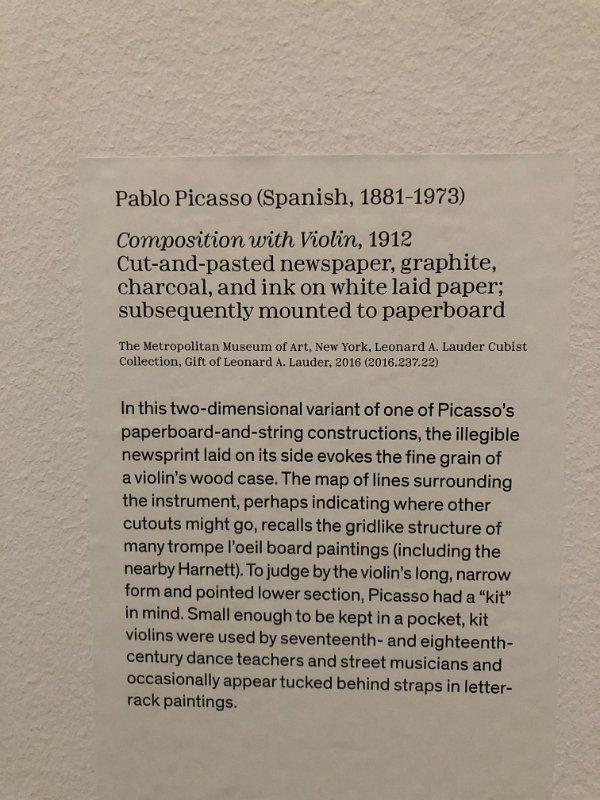 Pablo Picasso (Spanish, 1881–1973)
Composition with Violin, 1912
Cut-and-pasted newspaper, graphite,
charcoal, and ink on white laid paper;
subsequently mounted to paperboard
The Metropolitan Museum of Art, New York, Leonard A. Lauder Cubist
Collection, Gift of Leonard A. Lauder, 2016 (2016.237.22)
In this two-dimensional variant of one of Picasso's
paperboard-and-string constructions, the illegible
newsprint laid on its side evokes the fine grain of
a violin's wood case. The map of lines surrounding
the instrument, perhaps indicating where other
cutouts might go, recalls the gridlike structure of
many trompe l'oeil board paintings (including the
nearby Harnett). To judge by the violin's long, narrow
form and pointed lower section, Picasso had a “kit”
in mind. Small enough to be kept in a pocket, kit
violins were used by seventeenth- and eighteenth-
century dance teachers and street musicians and
occasionally appear tucked behind straps in letter-
rack paintings.